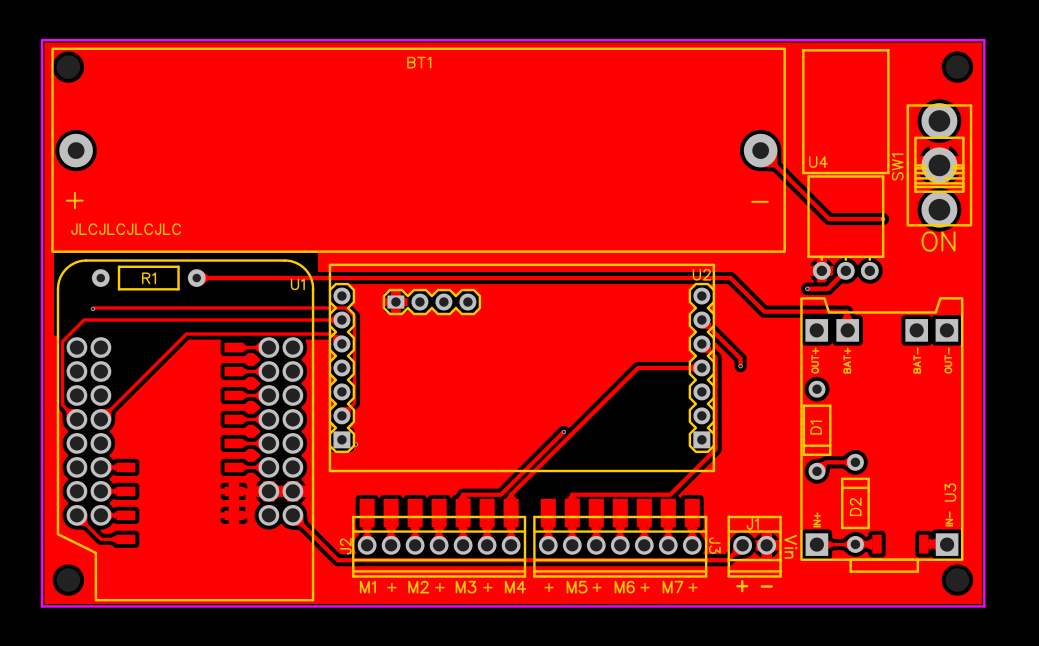 BT1
U4
SW1
+
−
JLCJLCJLCJLC
ON
R1
U1
U2
OUT+
BAT+
BAT-
OUT-
D1
D2
U3
IN+
IN-
J2
J3
J1
Vin
M1 + M2 + M3 + M4
+ M5 + M6 + M7 +
+ −